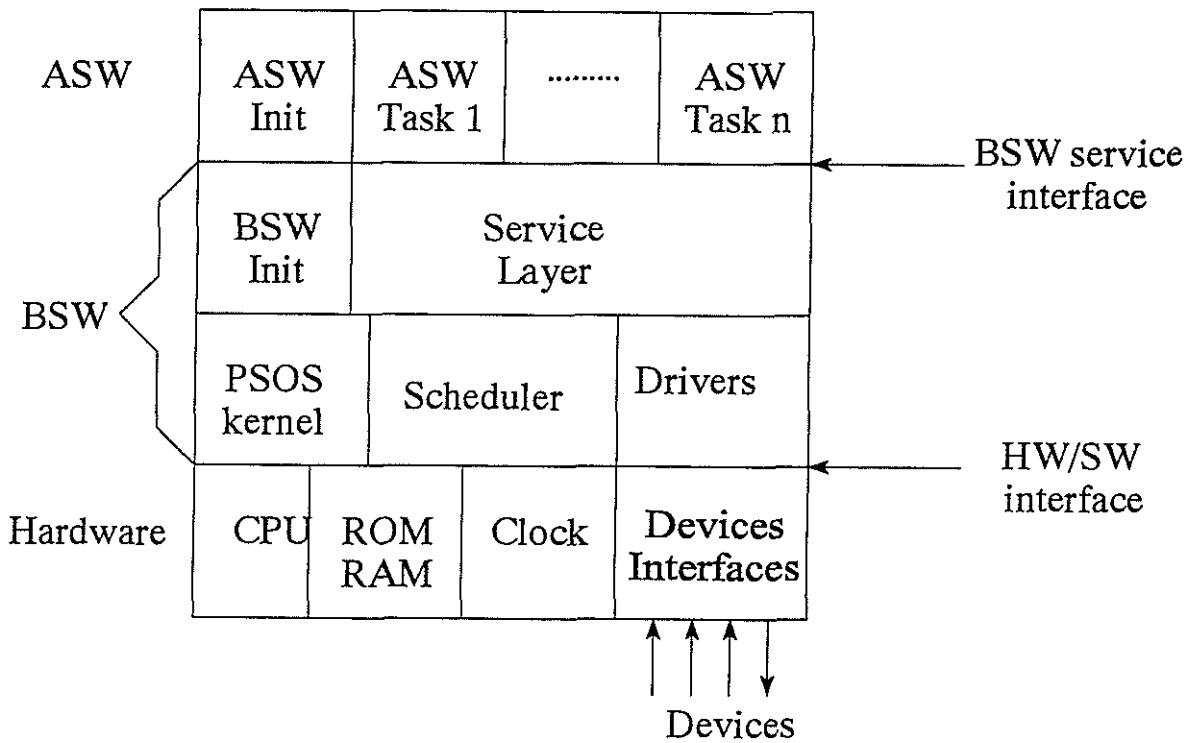 ASW
ASW
Init
ASW
Task 1
.........
ASW
Task n
BSW service
interface
BSW
BSW
Init
Service
Layer
PSOS
kernel
Scheduler
Drivers
HW/SW
interface
Hardware
CPU
ROM
RAM
Clock
Devices
Interfaces
Devices